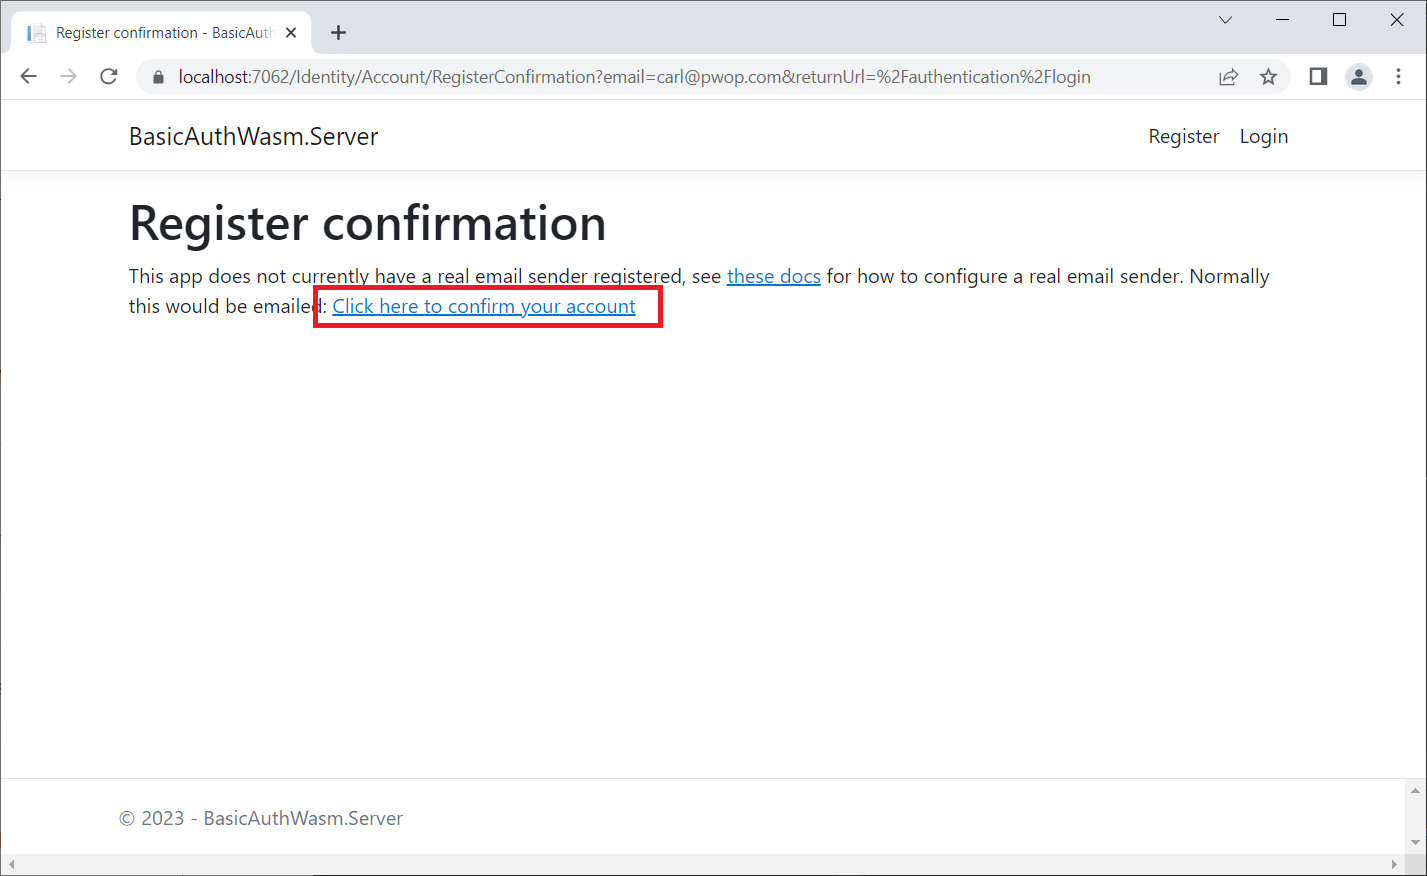 Register confirmation - BasicAuth
localhost:7062/Identity/Account/RegisterConfirmation?email=carl@pwop.com&returnUrl=%2Fauthentication%2Flogin
BasicAuthWasm.Server
Register Login
Register confirmation
This app does not currently have a real email sender registered, see these docs for how to configure a real email sender. Normally
this would be emailed: Click here to confirm your account
© 2023 - BasicAuthWasm.Server